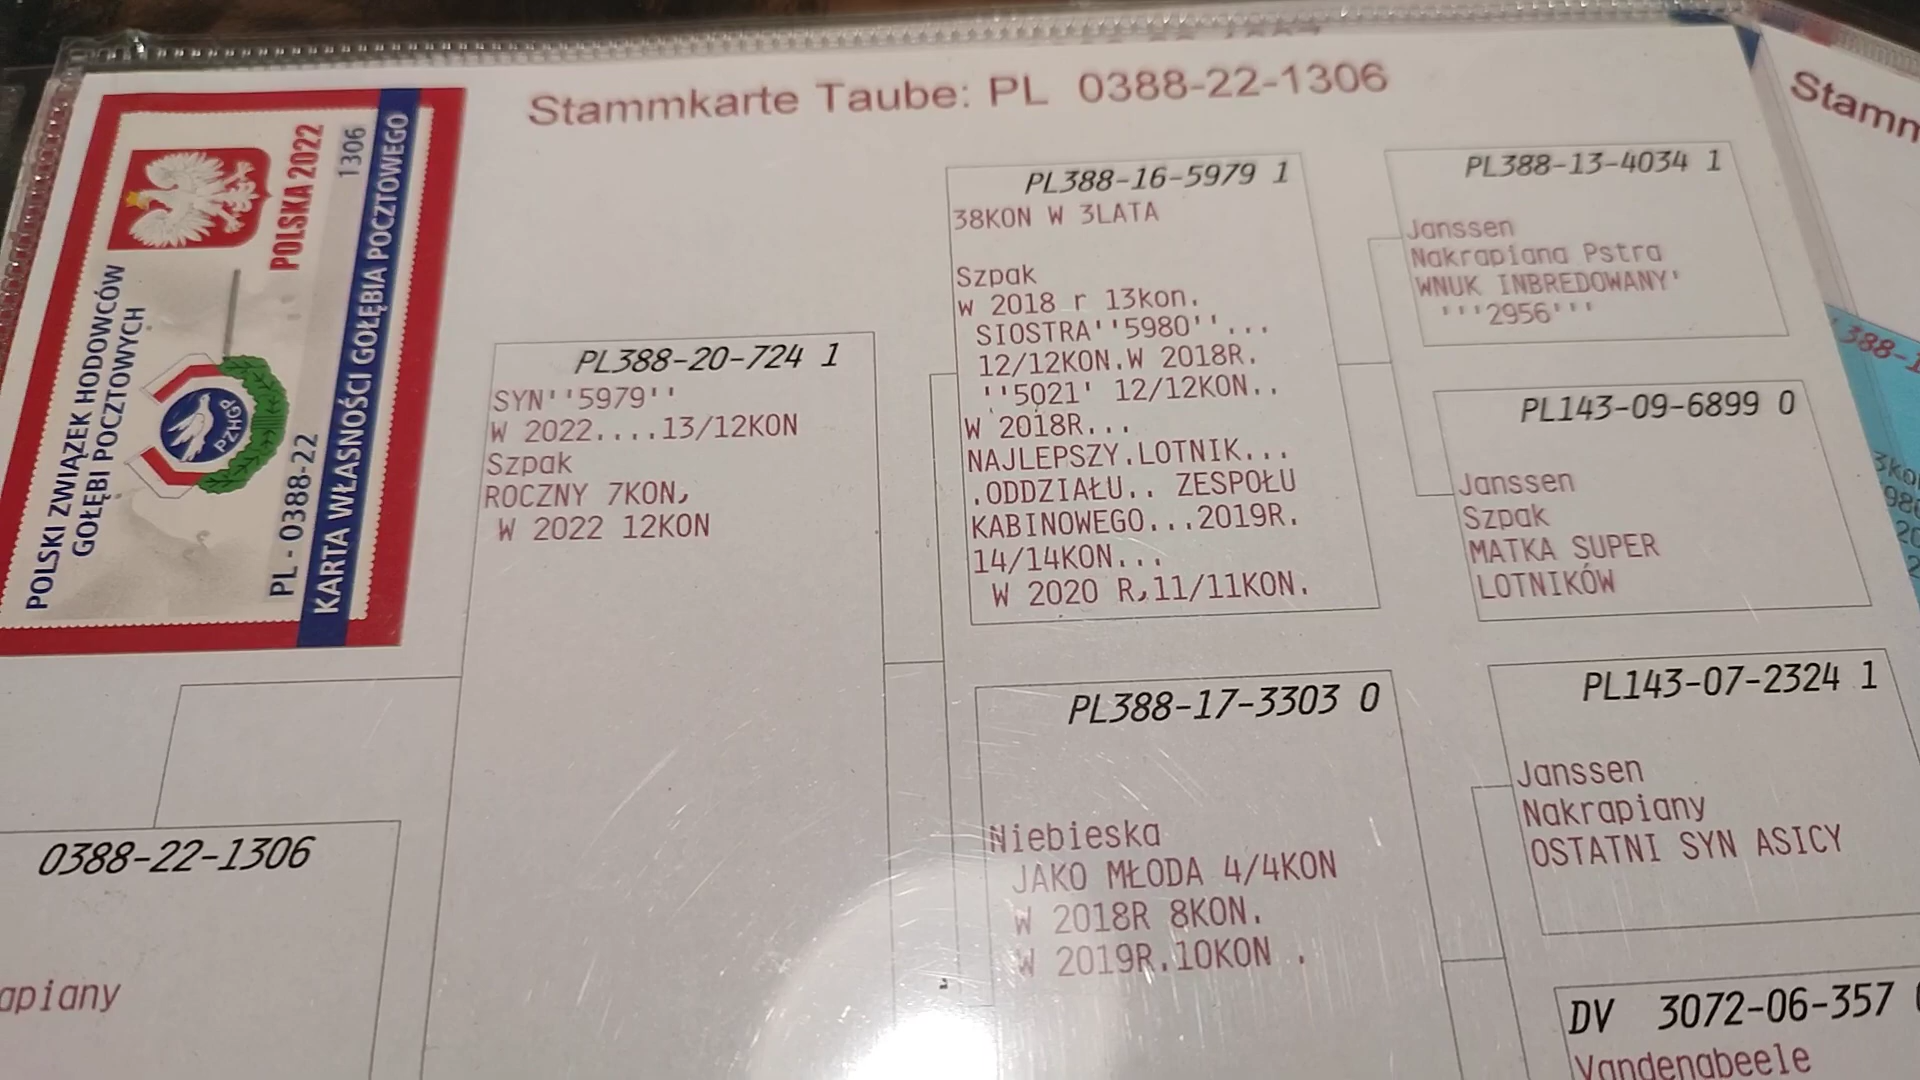 Stammkarte Taube: PL 0388-22-1306
POLSKI ZWIĄZEK HODOWCÓW
GOŁĘBI POCZTOWYCH
PZHGP
POLSKA 2022
PL - 0388-22
1306
KARTA WŁASNOŚCI GOŁĘBIA POCZTOWEGO
0388-22-1306
apiany
PL388-20-724 1
SYN''5979''
W 2022....13/12KON
Szpak
ROCZNY 7KON,
W 2022 12KON
PL388-16-5979 1
38KON W 3LATA
Szpak
w 2018 r 13kon.
SIOSTRA''5980''...
12/12KON.W 2018R.
''5021' 12/12KON..
W 2018R...
NAJLEPSZY.LOTNIK...
.ODDZIAŁU.. ZESPOŁU
KABINOWEGO...2019R.
14/14KON...
W 2020 R,11/11KON.
PL388-17-3303 0
Niebieska
JAKO MŁODA 4/4KON
W 2018R 8KON.
W 2019R.10KON .
PL388-13-4034 1
Janssen
Nakrapiana Pstra
WNUK INBREDOWANY'
'''2956'''
PL143-09-6899 0
Janssen
Szpak
MATKA SUPER
LOTNIKÓW
PL143-07-2324 1
Janssen
Nakrapiany
OSTATNI SYN ASICY
DV 3072-06-357
Vandenabeele
Stamm